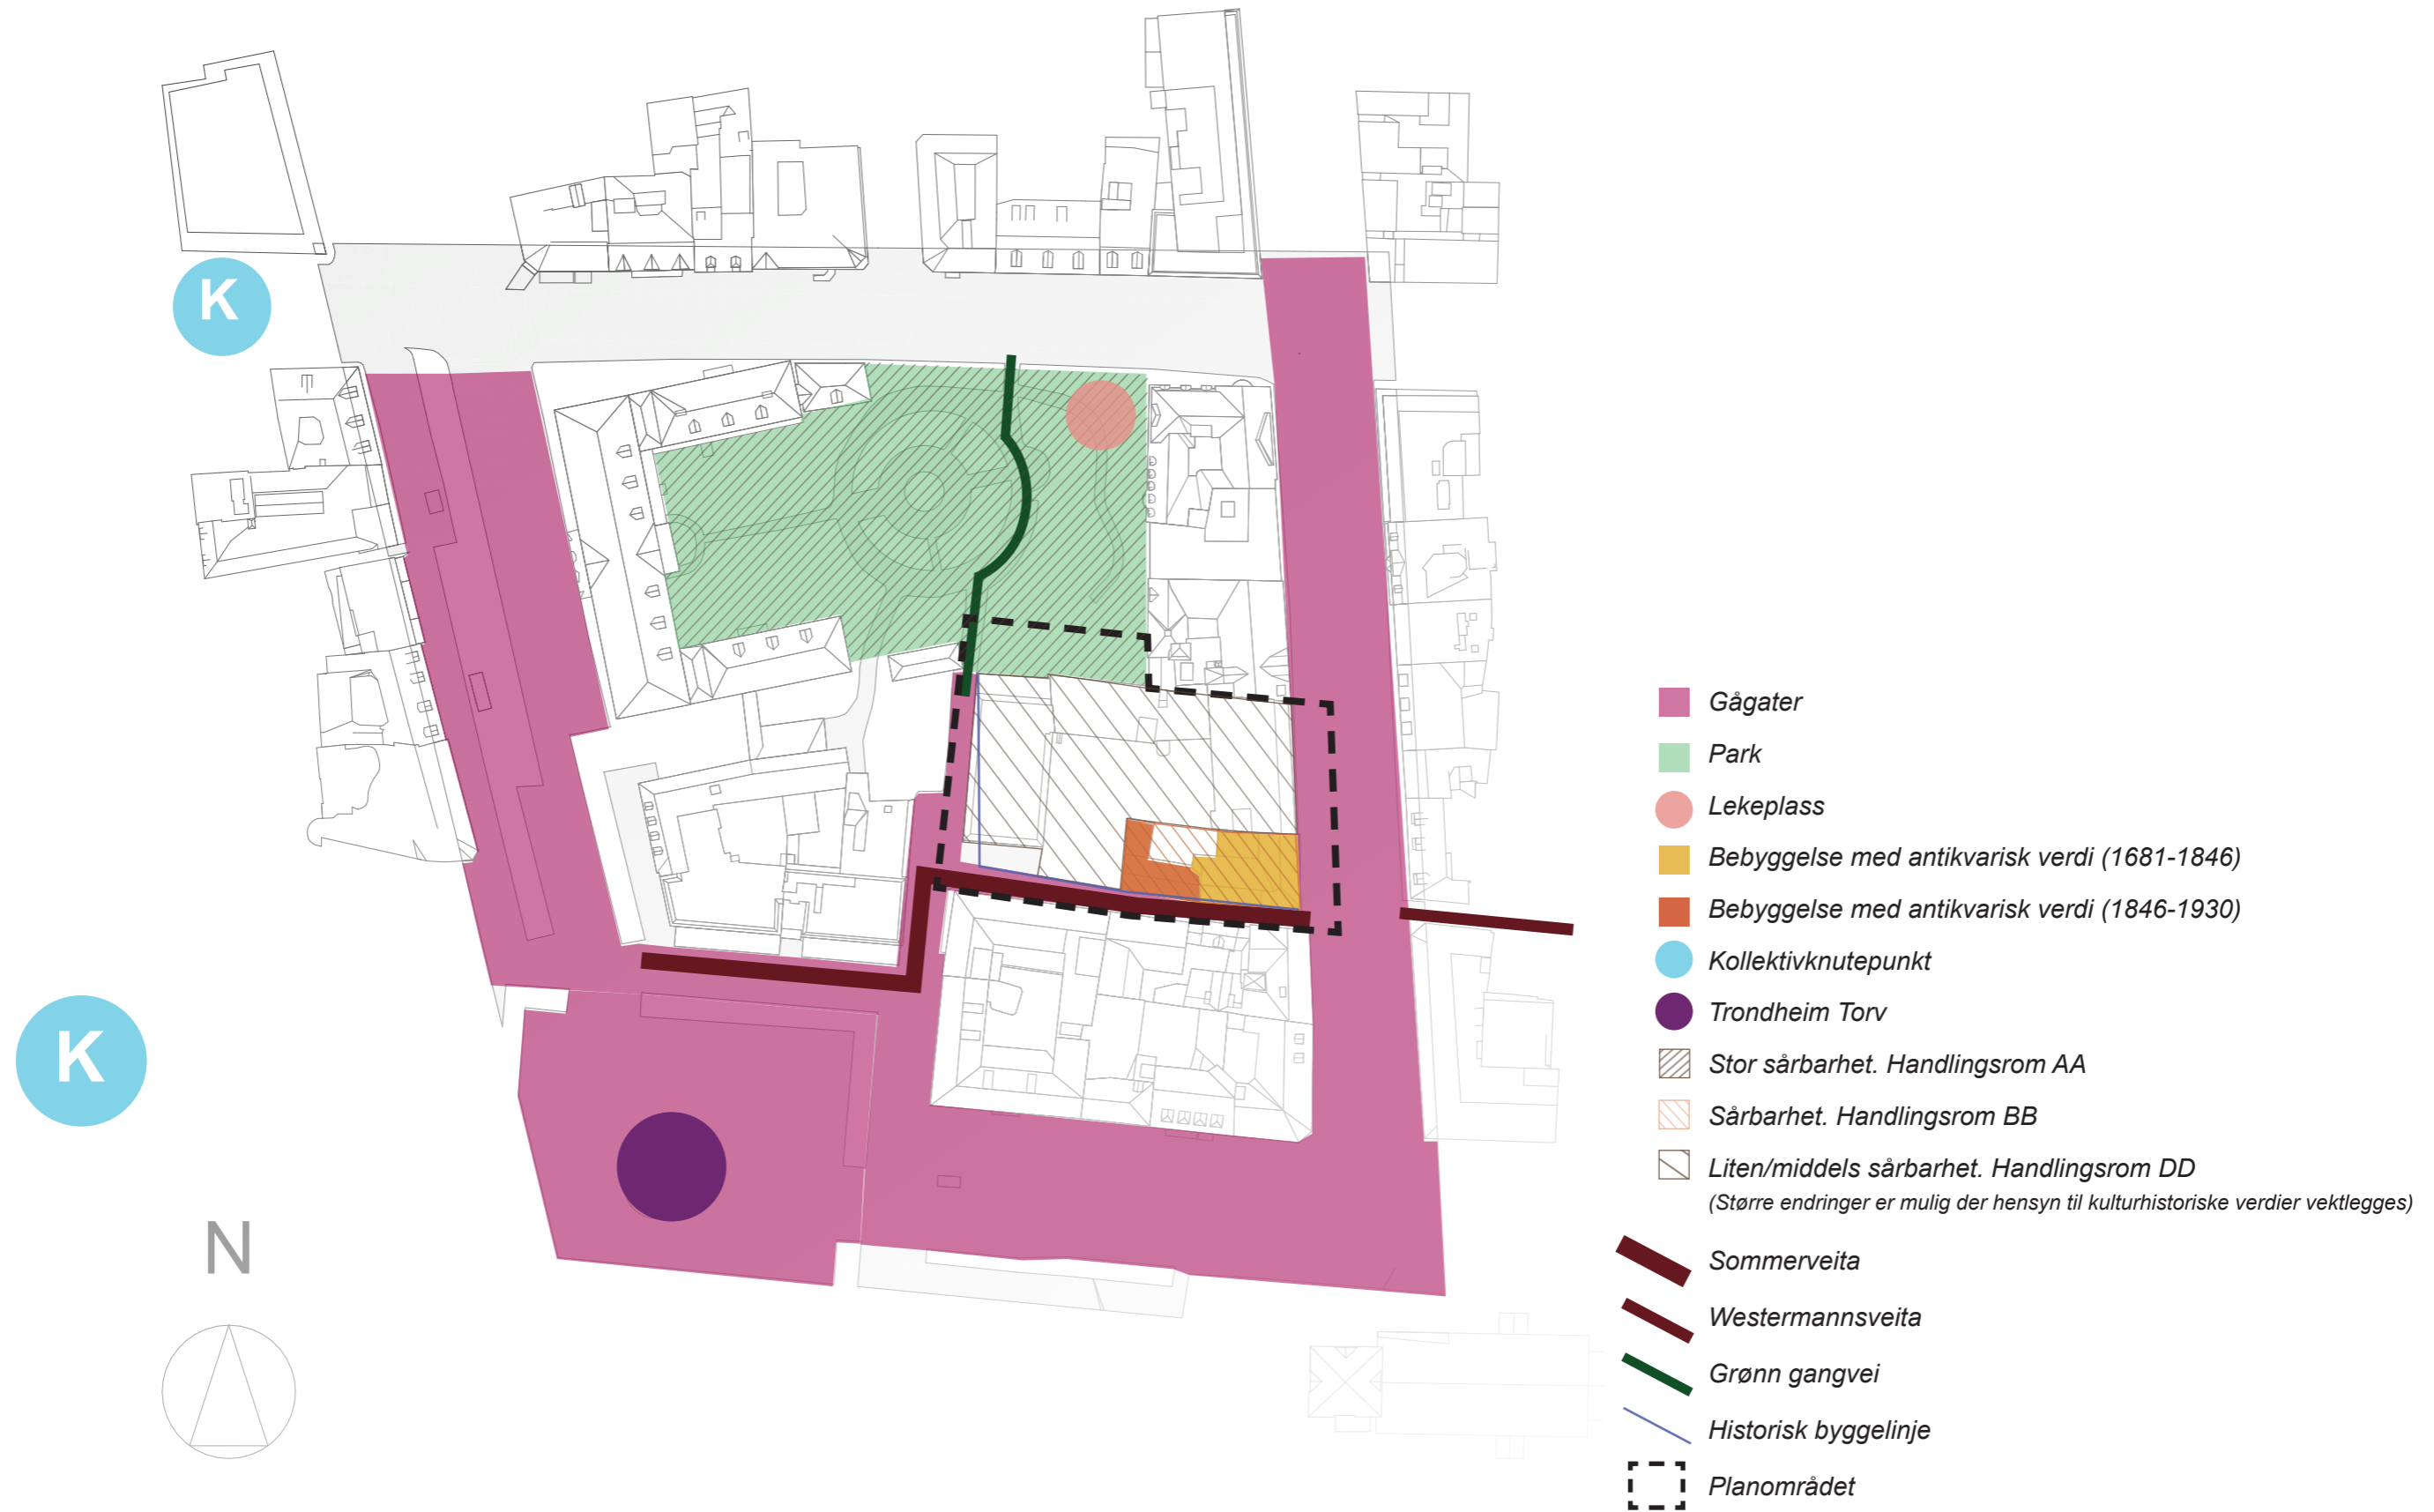 K
K
N
Gågater
Park
Lekeplass
Bebyggelse med antikvarisk verdi (1681-1846)
Bebyggelse med antikvarisk verdi (1846-1930)
Kollektivknutepunkt
Trondheim Torv
Stor sårbarhet. Handlingsrom AA
Sårbarhet. Handlingsrom BB
Liten/middels sårbarhet. Handlingsrom DD
(Større endringer er mulig der hensyn til kulturhistoriske verdier vektlegges)
Sommerveita
Westermannsveita
Grønn gangvei
Historisk byggelinje
Planområdet